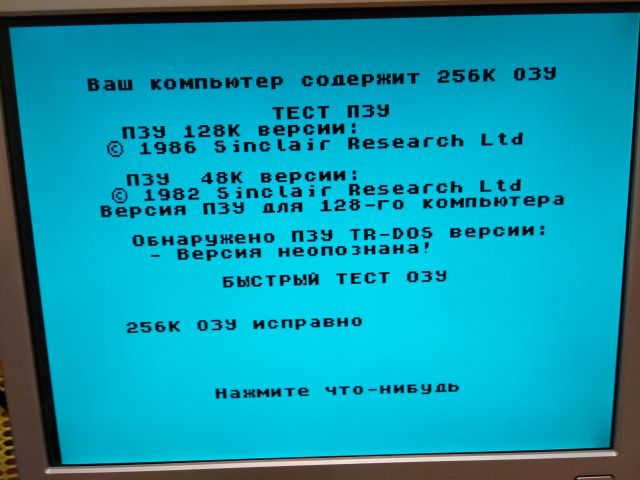 Ваш компьютер содержит 256К ОЗУ
ТЕСТ ПЗУ
ПЗУ 128К версии:
© 1986 Sinclair Research Ltd
ПЗУ 48К версии:
© 1982 Sinclair Research Ltd
Версия ПЗУ для 128-го компьютера
Обнаружено ПЗУ TR-DOS версии:
- Версия неопознана!
БЫСТРЫЙ ТЕСТ ОЗУ
256К ОЗУ исправно
Нажмите что-нибудь